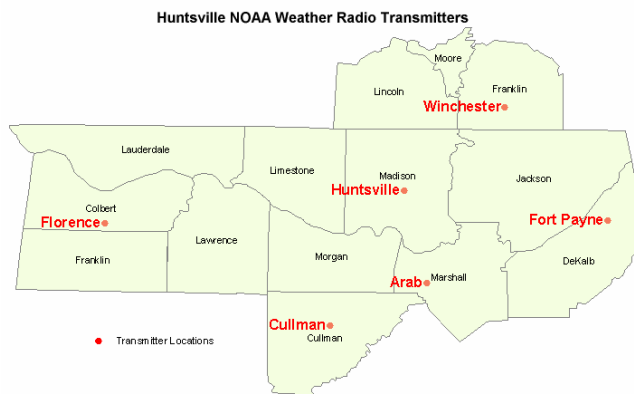 Huntsville NOAA Weather Radio Transmitters
Moore
Lincoln
Franklin
Winchester
Lauderdale
Limestone
Madison
Jackson
Huntsville
Colbert
Florence
Fort Payne
Lawrence
Franklin
Morgan
DeKalb
Marshall
Arab
Cullman
Cullman
Transmitter Locations